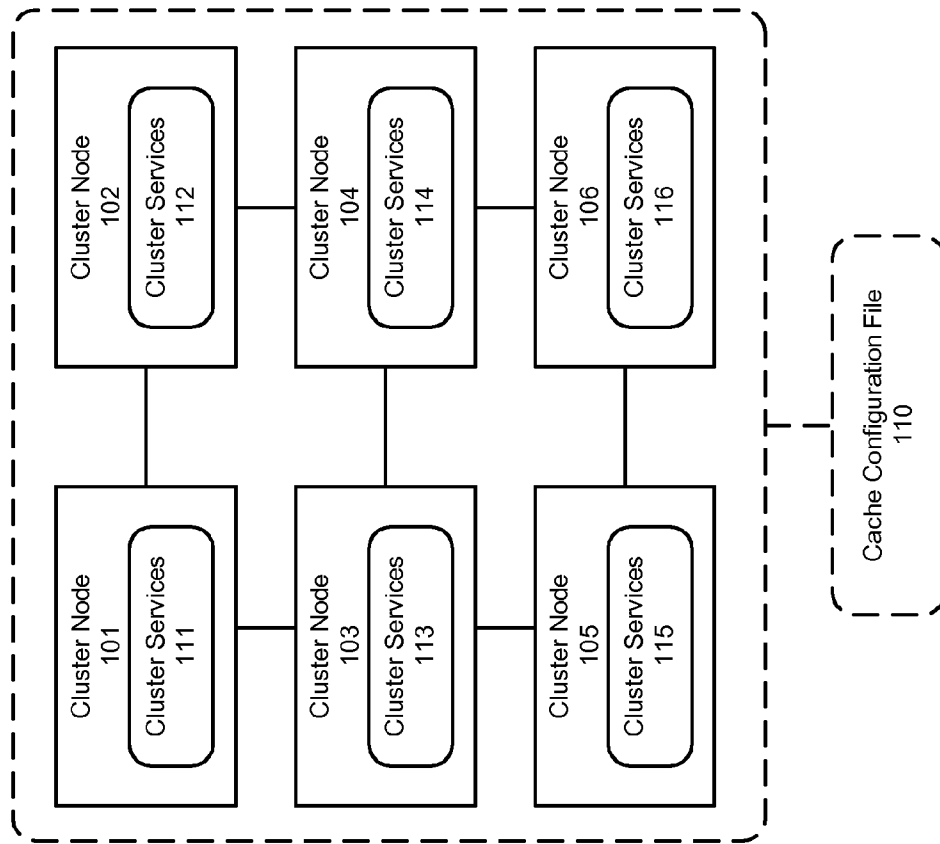 Cluster Node
101
Cluster Services
111
Cluster Node
102
Cluster Services
112
Cluster Node
103
Cluster Services
113
Cluster Node
104
Cluster Services
114
Cluster Node
105
Cluster Services
115
Cluster Node
106
Cluster Services
116
Cache Configuration File
110